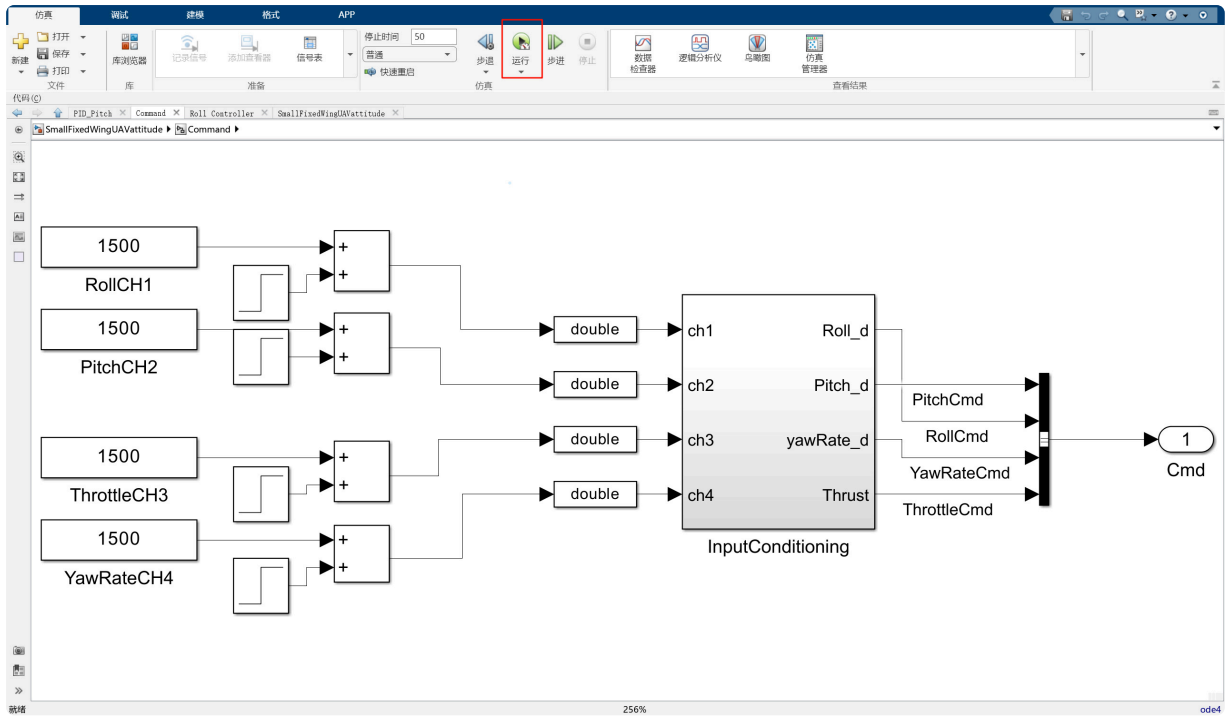 仿真 调试 建模 格式 APP
新建
打开
保存
打印
文件
库浏览器
库
记录信号
添加查看器
信号表
准备
停止时间 50
普通
快速重启
步退
运行
步进
停止
仿真
数据
检查器
逻辑分析仪
鸟瞰图
仿真
管理器
查看结果
代码(C)
PID_Pitch Command Roll Controller SmallFixedWingUAVattitude
SmallFixedWingUAVattitude Command
1500
RollCH1
1500
PitchCH2
1500
ThrottleCH3
1500
YawRateCH4
+
+
+
+
+
+
+
+
double
double
double
double
ch1 Roll_d
ch2 Pitch_d
ch3 yawRate_d
ch4 Thrust
InputConditioning
PitchCmd
RollCmd
YawRateCmd
ThrottleCmd
1
Cmd
就绪 256% ode4